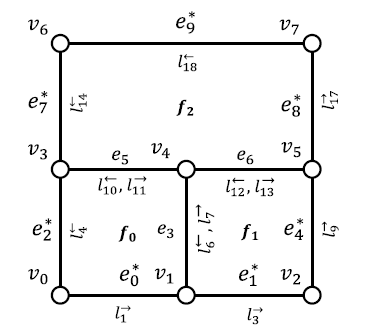 v₆ e₉* v₇
l₁₈←
e₇* l₁₄↓ f₂ e₈* l₁₇↑
v₃ e₅ v₄ e₆ v₅
l₁₀←, l₁₁→ l₁₂←, l₁₃→
e₂* l₄↓ f₀ e₃ l₆↓, l₇↑ f₁ e₄* l₉↑
v₀ e₀* v₁ e₁* v₂
l₁→ l₃→